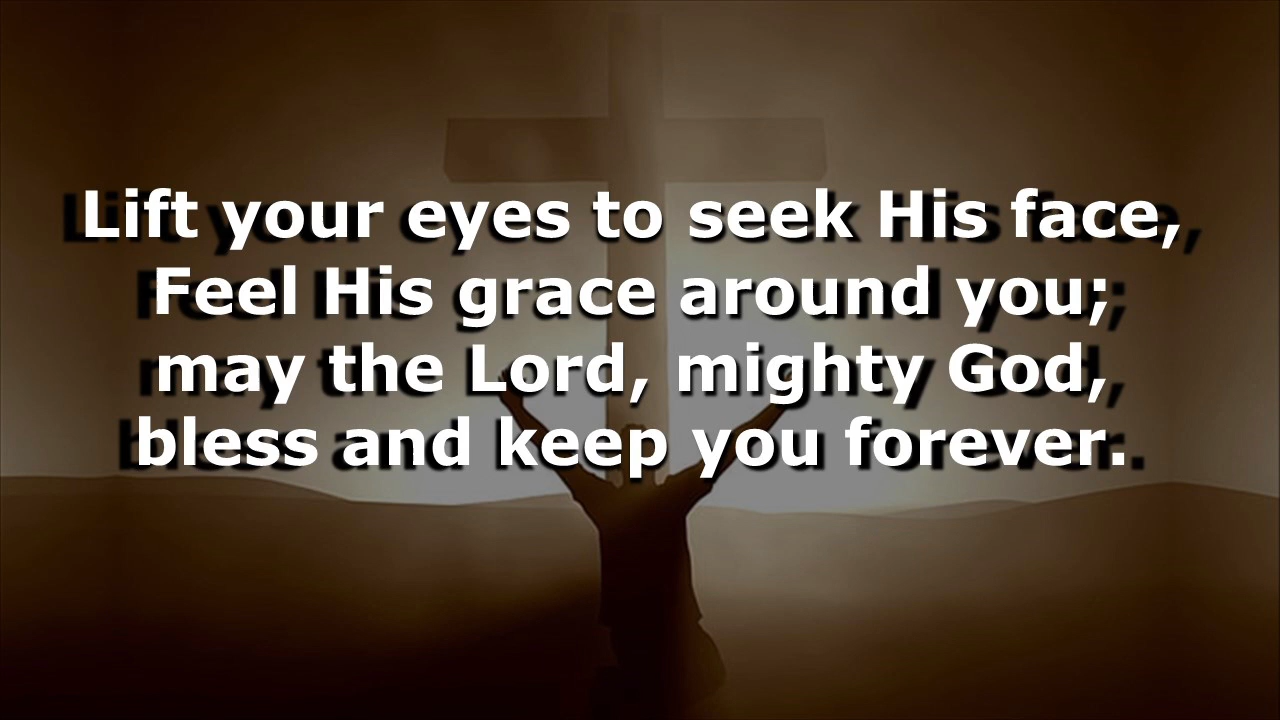 Lift your eyes to seek His face,
Feel His grace around you;
may the Lord, mighty God,
bless and keep you forever.